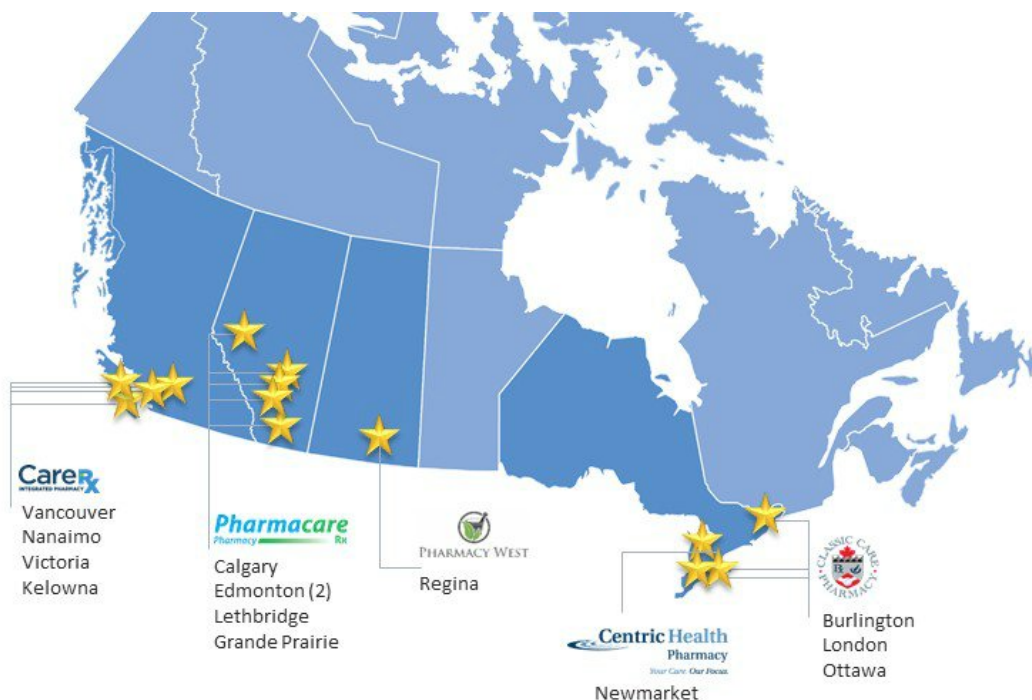 CareRx
INTEGRATED PHARMACY
Vancouver
Nanaimo
Victoria
Kelowna
Pharmacare
Pharmacy Rx
Calgary
Edmonton (2)
Lethbridge
Grande Prairie
PHARMACY WEST
Regina
Centric Health
Pharmacy
Your Care. Our Focus.
Newmarket
CLASSIC CARE
PHARMACY
Burlington
London
Ottawa